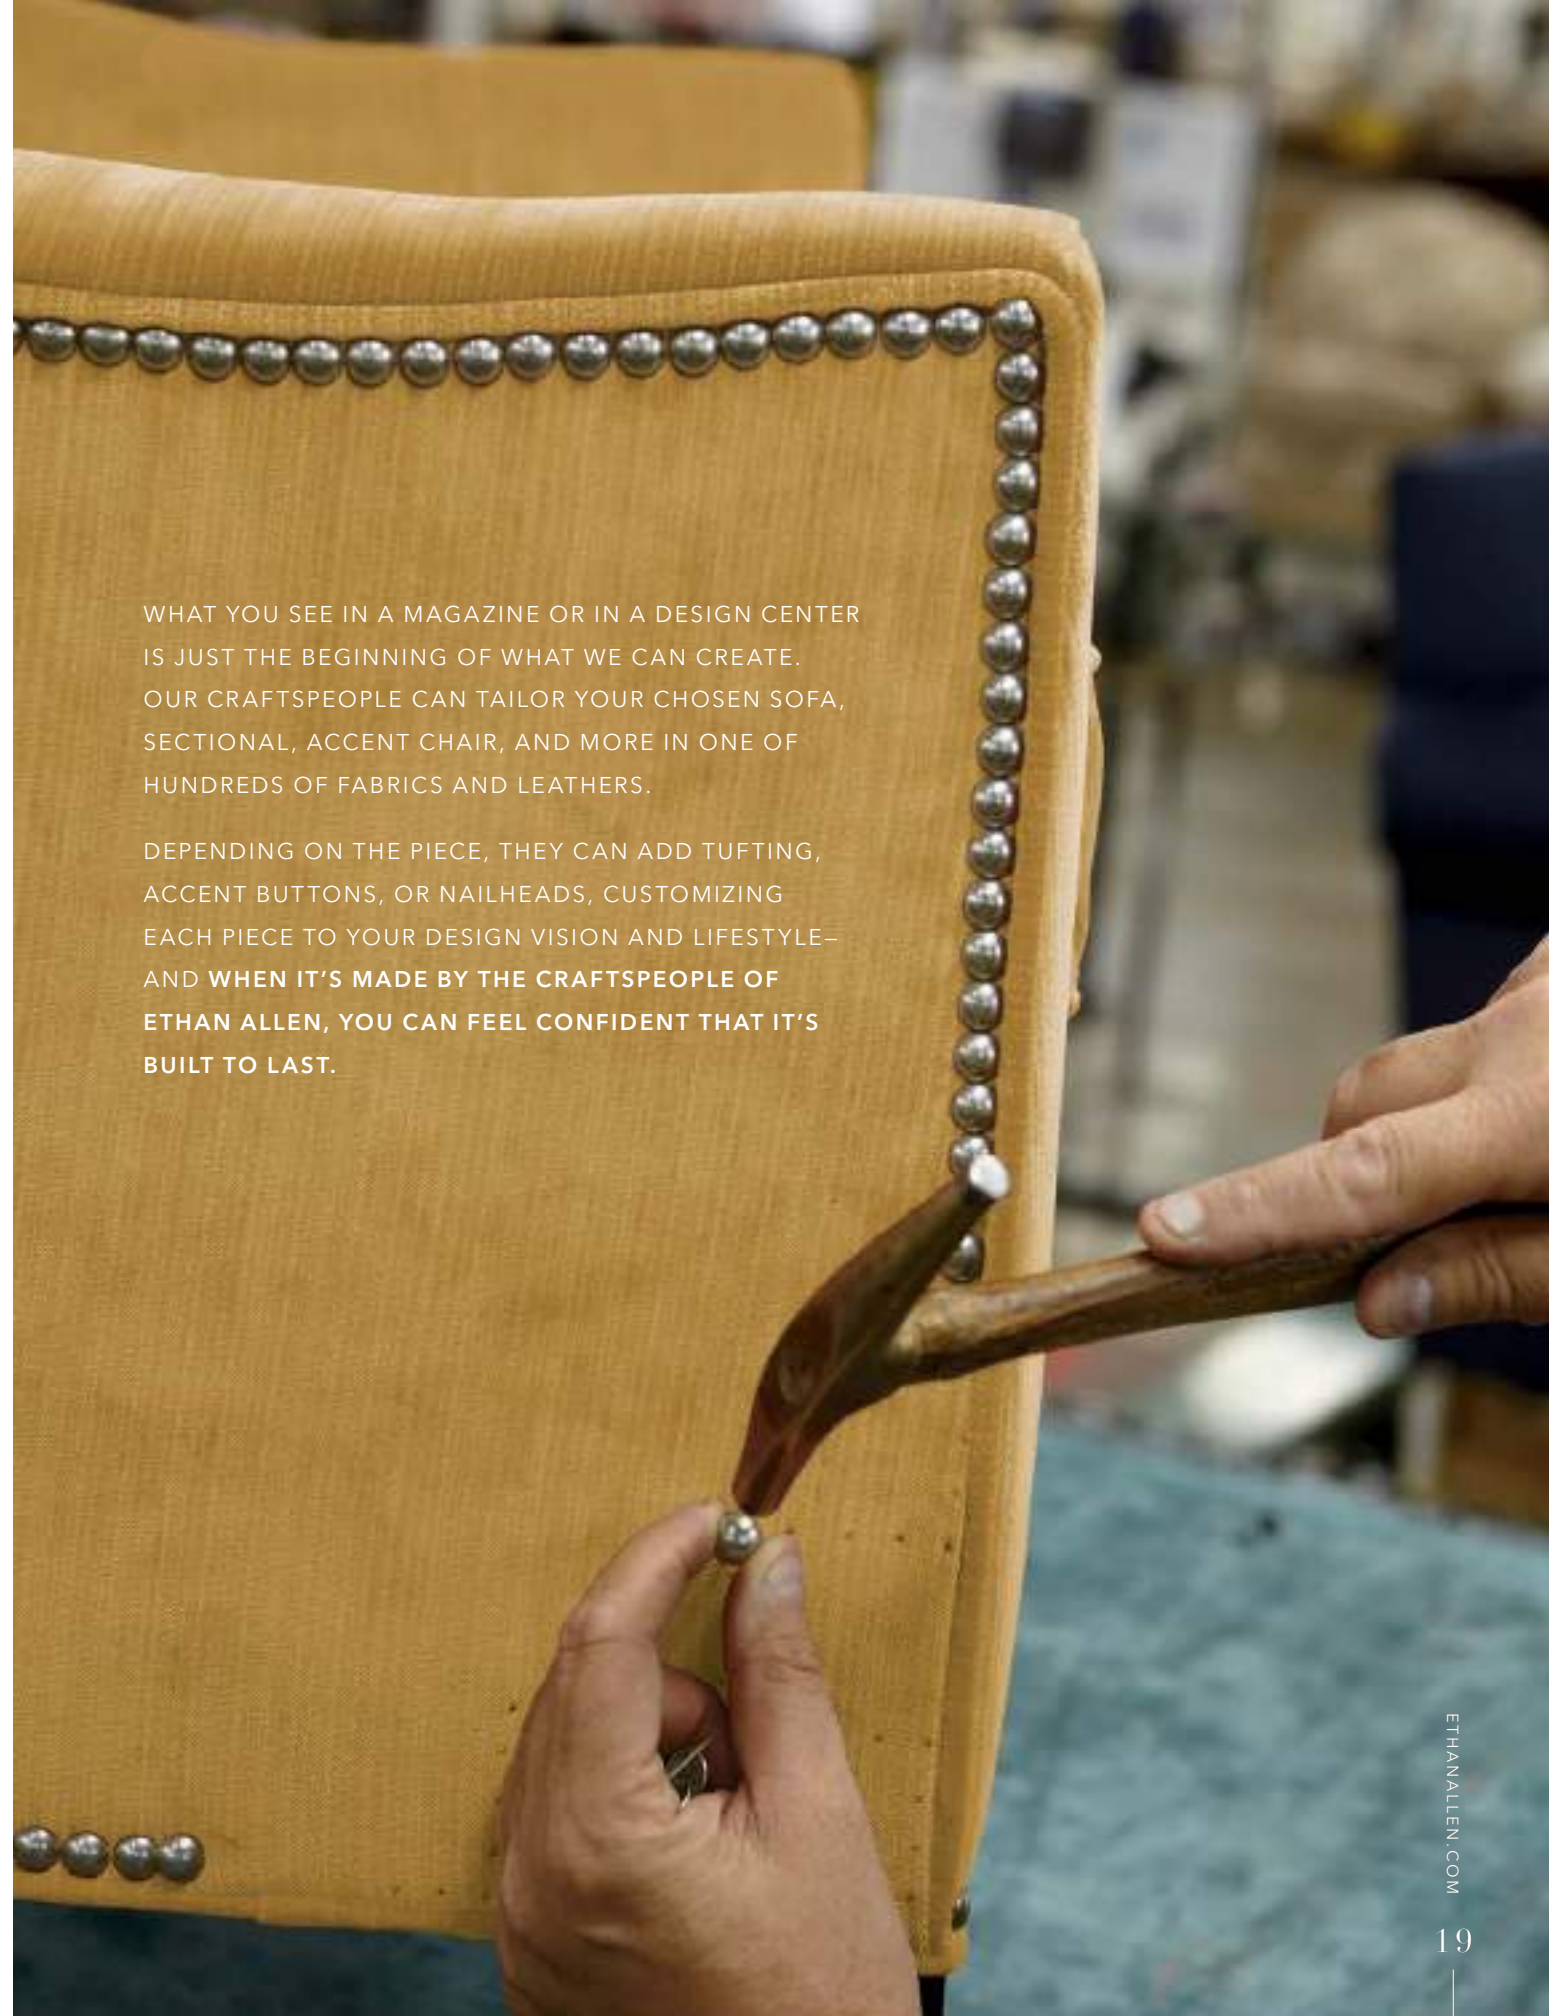 WHAT YOU SEE IN A MAGAZINE OR IN A DESIGN CENTER
IS JUST THE BEGINNING OF WHAT WE CAN CREATE.
OUR CRAFTSPEOPLE CAN TAILOR YOUR CHOSEN SOFA,
SECTIONAL, ACCENT CHAIR, AND MORE IN ONE OF
HUNDREDS OF FABRICS AND LEATHERS.
DEPENDING ON THE PIECE, THEY CAN ADD TUFTING,
ACCENT BUTTONS, OR NAILHEADS, CUSTOMIZING
EACH PIECE TO YOUR DESIGN VISION AND LIFESTYLE–
AND WHEN IT’S MADE BY THE CRAFTSPEOPLE OF
ETHAN ALLEN, YOU CAN FEEL CONFIDENT THAT IT’S
BUILT TO LAST.
ETHANALLEN.COM
19